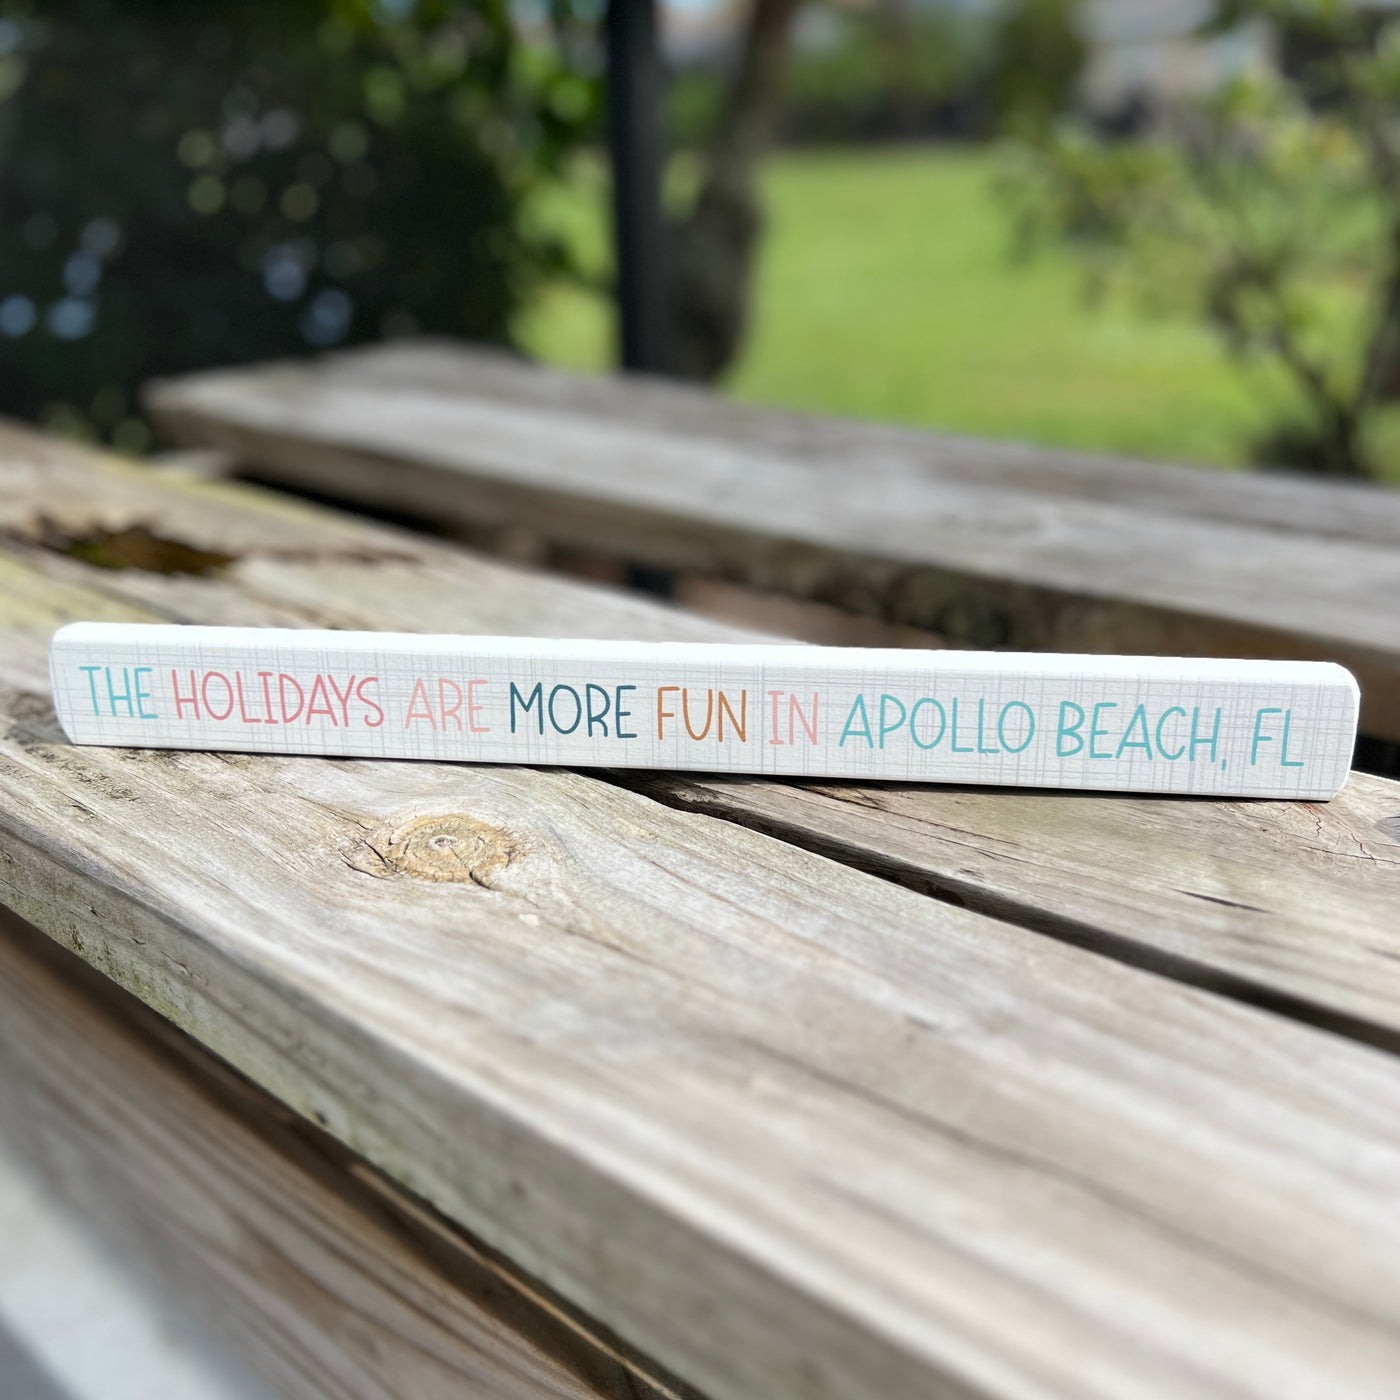 THE HOLIDAYS ARE MORE FUN IN APOLLO BEACH, FL